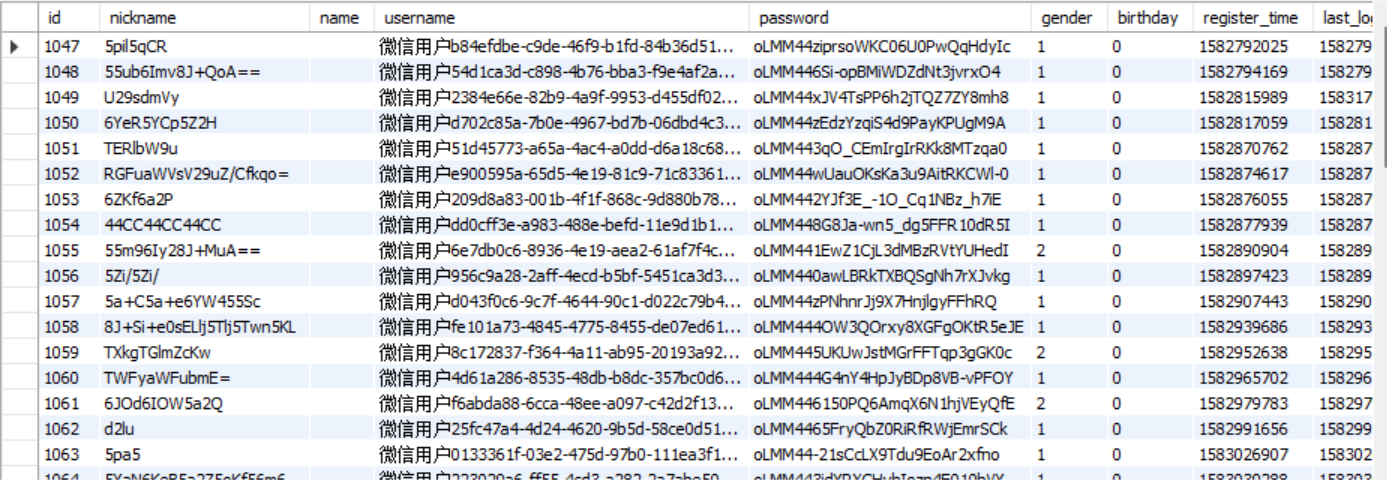 id nickname name username password gender birthday register_time last_lo
1047 5pil5qCR 微信用户b84efdbe-c9de-46f9-b1fd-84b36d51... oLMM44ziprsoWKC06U0PwQqHdyIc 1 0 1582792025 158279
1048 55ub6Imv8J+QoA== 微信用户54d1ca3d-c898-4b76-bba3-f9e4af2a... oLMM446Si-opBMiWDZdNt3jvrxO4 1 0 1582794169 158279
1049 U29sdmVy 微信用户2384e66e-82b9-4a9f-9953-d455df02... oLMM44xJV4TsPP6h2jTQZ7ZY8mh8 1 0 1582815989 158317
1050 6YeR5YCp5Z2H 微信用户d702c85a-7b0e-4967-bd7b-06dbd4c3... oLMM44zEdzYzqiS4d9PayKPUgM9A 1 0 1582817059 158281
1051 TERlbW9u 微信用户51d45773-a65a-4ac4-a0dd-d6a18c68... oLMM443qO_CEmIrgIrRKk8MTzqa0 1 0 1582870762 158287
1052 RGFuaWVsV29uZ/Cfkqo= 微信用户e900595a-65d5-4e19-81c9-71c83361... oLMM44wUauOKsKa3u9AitRKCWl-0 1 0 1582874617 158287
1053 6ZKf6a2P 微信用户209d8a83-001b-4f1f-868c-9d880b78... oLMM442YJf3E_-1O_Cq1NBz_h7iE 1 0 1582876055 158287
1054 44CC44CC44CC 微信用户dd0cff3e-a983-488e-befd-11e9d1b1... oLMM448G8Ja-wn5_dg5FFR10dR5I 1 0 1582877939 158287
1055 55m96Iy28J+MuA== 微信用户6e7db0c6-8936-4e19-aea2-61af7f4c... oLMM441EwZ1CjL3dMBzRVtYUHedI 2 0 1582890904 158289
1056 5Zi/5Zi/ 微信用户956c9a28-2aff-4ecd-b5bf-5451ca3d3... oLMM440awLBRkTXBQSgNh7rXJvkg 1 0 1582897423 158289
1057 5a+C5a+e6YW455Sc 微信用户d043f0c6-9c7f-4644-90c1-d022c79b4... oLMM44zPNhnrJj9X7HnjlgyFFhRQ 1 0 1582907443 158290
1058 8J+Si+e0sELlj5Tlj5Twn5KL 微信用户fe101a73-4845-4775-8455-de07ed61... oLMM444OW3QOrxy8XGFgOKtR5eJE 1 0 1582939686 158293
1059 TXkgTGlmZcKw 微信用户8c172837-f364-4a11-ab95-20193a92... oLMM445UKUwJstMGrFFTqp3gGK0c 2 0 1582952638 158295
1060 TWFyaWFubmE= 微信用户4d61a286-8535-48db-b8dc-357bc0d6... oLMM444G4nY4HpJyBDp8VB-vPFOY 1 0 1582965702 158296
1061 6JOd6IOW5a2Q 微信用户f6abda88-6cca-48ee-a097-c42d2f13... oLMM446150PQ6AmqX6N1hjVEyQfE 2 0 1582979783 158297
1062 d2lu 微信用户25fc47a4-4d24-4620-9b5d-58ce0d51... oLMM4465FryQbZ0RiRfRWjEmrSCk 1 0 1582991656 158299
1063 5pa5 微信用户0133361f-03e2-475d-97b0-111ea3f1... oLMM44-21sCcLX9Tdu9EoAr2xfno 1 0 1583026907 158302